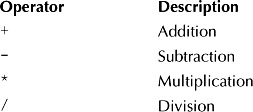 Operator Description
+ Addition
− Subtraction
* Multiplication
/ Division